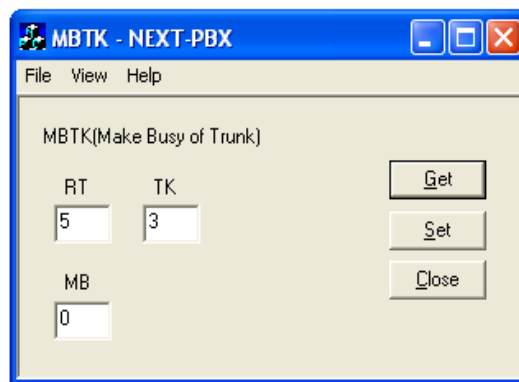 MBTK - NEXT-PBX
File View Help
MBTK(Make Busy of Trunk)
RT TK
5 3
MB
0
Get
Set
Close